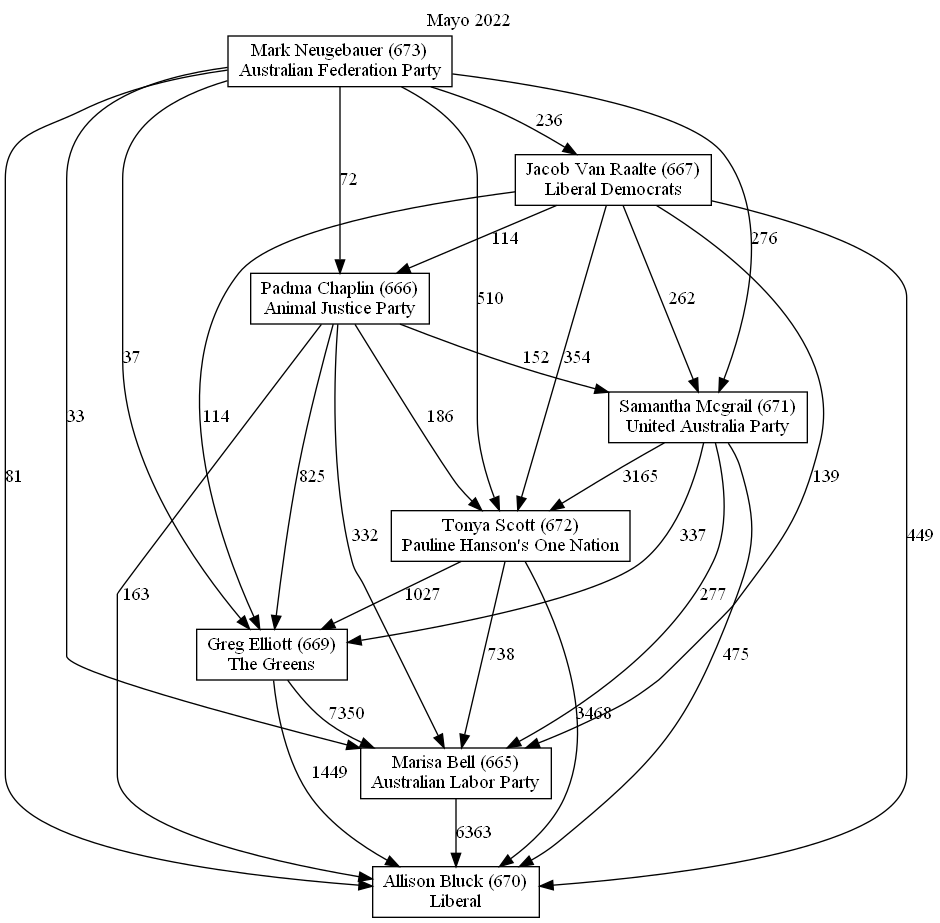 Mayo 2022
Mark Neugebauer (673)
Australian Federation Party
236
Jacob Van Raalte (667)
Liberal Democrats
72
114
276
Padma Chaplin (666)
Animal Justice Party
510
262
37
152
354
33
114
186
Samantha Mcgrail (671)
United Australia Party
81
825
3165
139
Tonya Scott (672)
Pauline Hanson's One Nation
332
337
449
163
1027
277
Greg Elliott (669)
The Greens
738
475
7350
3468
Marisa Bell (665)
Australian Labor Party
1449
6363
Allison Bluck (670)
Liberal